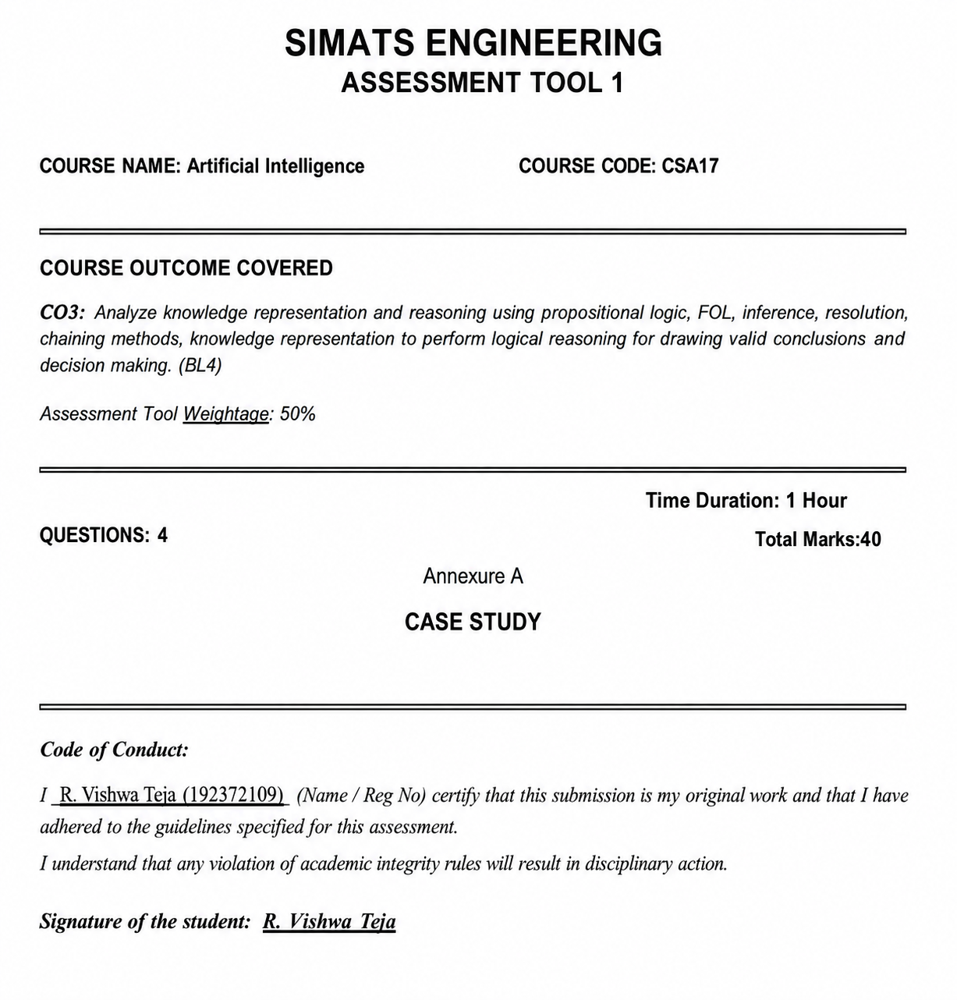 SIMATS ENGINEERING
ASSESSMENT TOOL 1
COURSE NAME: Artificial Intelligence COURSE CODE: CSA17
COURSE OUTCOME COVERED
CO3: Analyze knowledge representation and reasoning using propositional logic, FOL, inference, resolution,
chaining methods, knowledge representation to perform logical reasoning for drawing valid conclusions and
decision making. (BL4)
Assessment Tool Weightage: 50%
Time Duration: 1 Hour
QUESTIONS: 4 Total Marks:40
Annexure A
CASE STUDY
Code of Conduct:
I R. Vishwa Teja (192372109) (Name / Reg No) certify that this submission is my original work and that I have
adhered to the guidelines specified for this assessment.
I understand that any violation of academic integrity rules will result in disciplinary action.
Signature of the student: R. Vishwa Teja